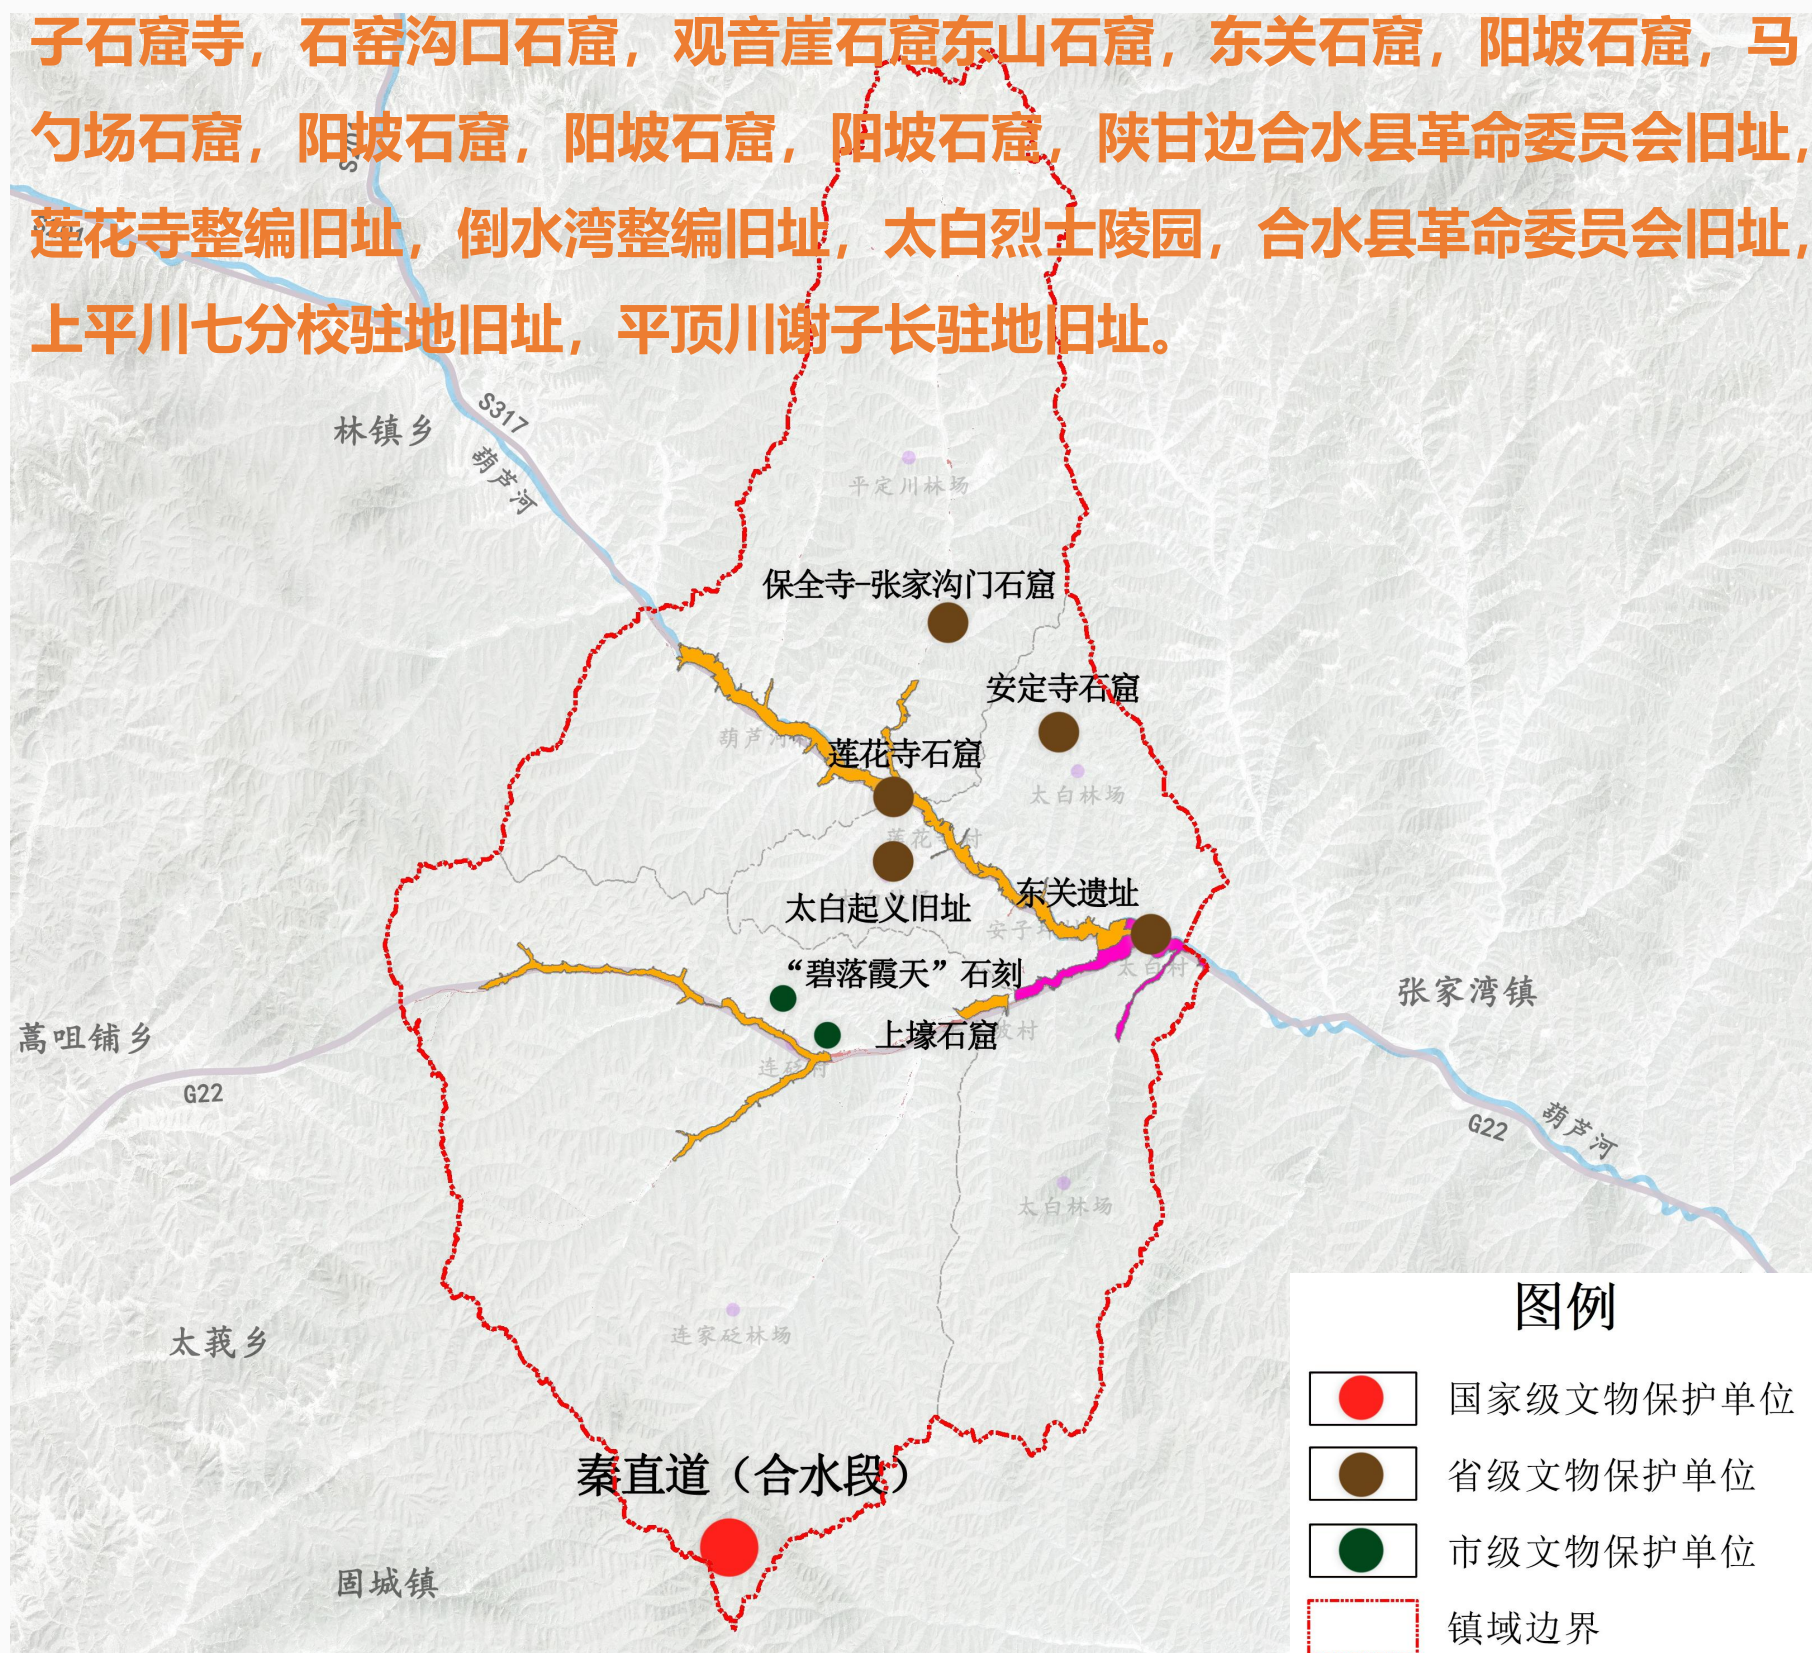 子石窟寺，石窑沟口石窟，观音崖石窟东山石窟，东关石窟，阳坡石窟，马
勺场石窟，阳坡石窟，阳坡石窟，阳坡石窟，陕甘边合水县革命委员会旧址，
莲花寺整编旧址，倒水湾整编旧址，太白烈士陵园，合水县革命委员会旧址，
上平川七分校驻地旧址，平顶川谢子长驻地旧址。
林镇乡
S317
葫芦河
平定川林场
保全寺-张家沟门石窟
安定寺石窟
莲花寺石窟
太白林场
太白起义旧址
东关遗址
太白村
“碧落霞天”石刻
上壕石窟
张家湾镇
蒿咀铺乡
G22
G22
葫芦河
太白林场
太莪乡
连家砭林场
秦直道（合水段）
固城镇
图例
国家级文物保护单位
省级文物保护单位
市级文物保护单位
镇域边界